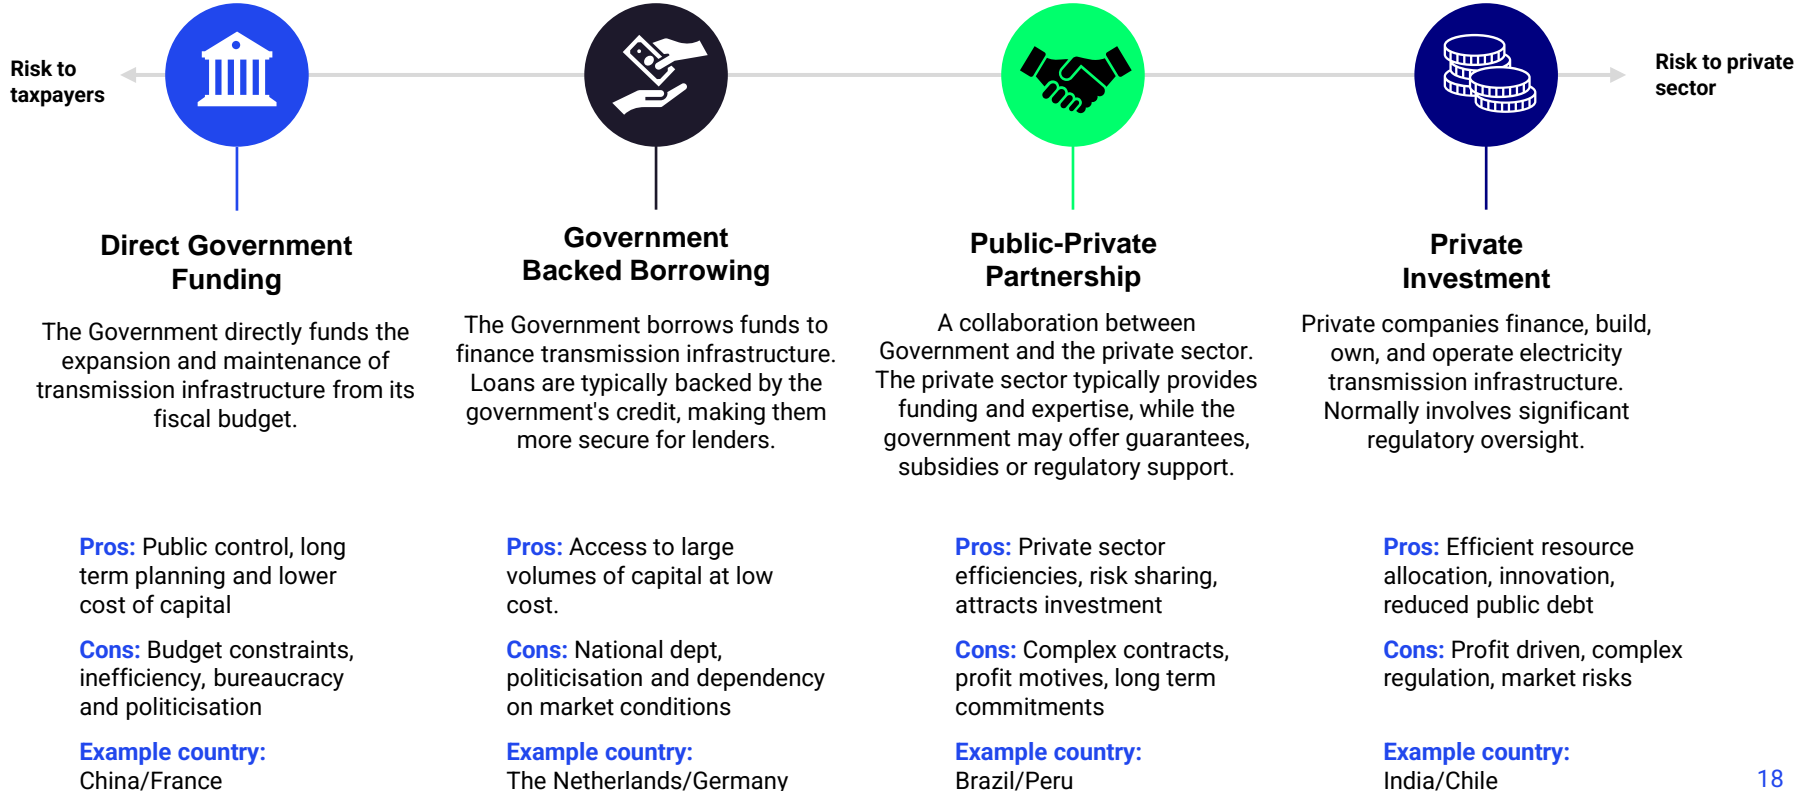 Risk to
taxpayers
Risk to private
sector
Direct Government
Funding
The Government directly funds the
expansion and maintenance of
transmission infrastructure from its
fiscal budget.
Pros: Public control, long
term planning and lower
cost of capital
Cons: Budget constraints,
inefficiency, bureaucracy
and politicisation
Example country:
China/France
Government
Backed Borrowing
The Government borrows funds to
finance transmission infrastructure.
Loans are typically backed by the
government's credit, making them
more secure for lenders.
Pros: Access to large
volumes of capital at low
cost.
Cons: National dept,
politicisation and dependency
on market conditions
Example country:
The Netherlands/Germany
Public-Private
Partnership
A collaboration between
Government and the private sector.
The private sector typically provides
funding and expertise, while the
government may offer guarantees,
subsidies or regulatory support.
Pros: Private sector
efficiencies, risk sharing,
attracts investment
Cons: Complex contracts,
profit motives, long term
commitments
Example country:
Brazil/Peru
Private
Investment
Private companies finance, build,
own, and operate electricity
transmission infrastructure.
Normally involves significant
regulatory oversight.
Pros: Efficient resource
allocation, innovation,
reduced public debt
Cons: Profit driven, complex
regulation, market risks
Example country:
India/Chile
18